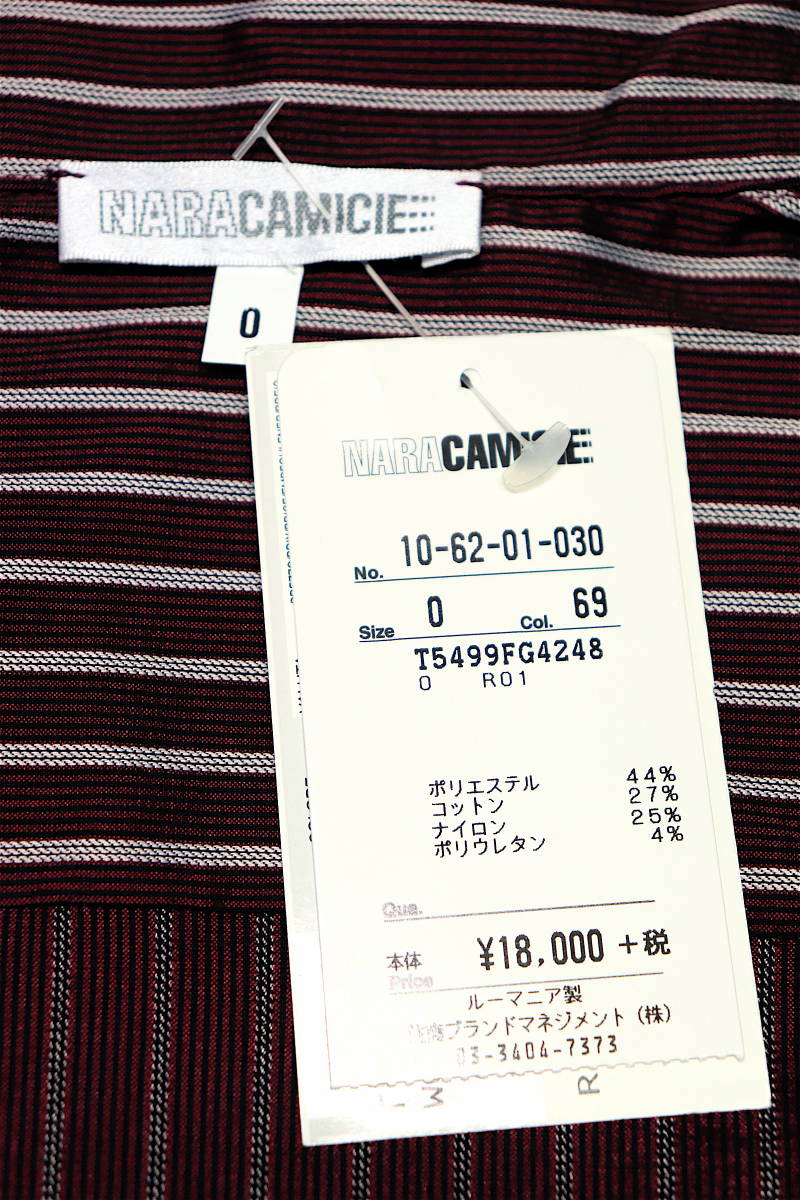 NARACAMICIE
0
NARACAMICIE
No. 10-62-01-030
Size 0 Col. 69
T5499FG4248
0 R01
ポリエステル 44%
コットン 27%
ナイロン 25%
ポリウレタン 4%
Qua.
本体 Price ¥18,000 +税
ルーマニア製
ブランドマネジメント (株)
03-3404-7373
W R